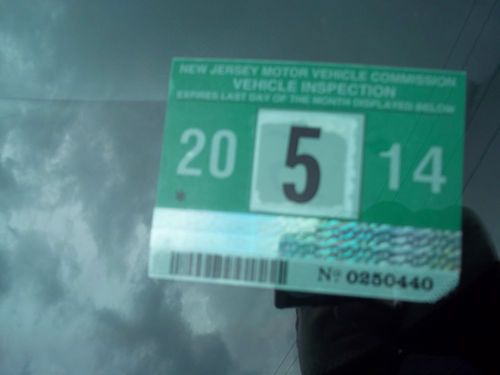 NEW JERSEY MOTOR VEHICLE COMMISSION
VEHICLE INSPECTION
EXPIRES LAST DAY OF THE MONTH DISPLAYED BELOW
20 5 14
No 0250440